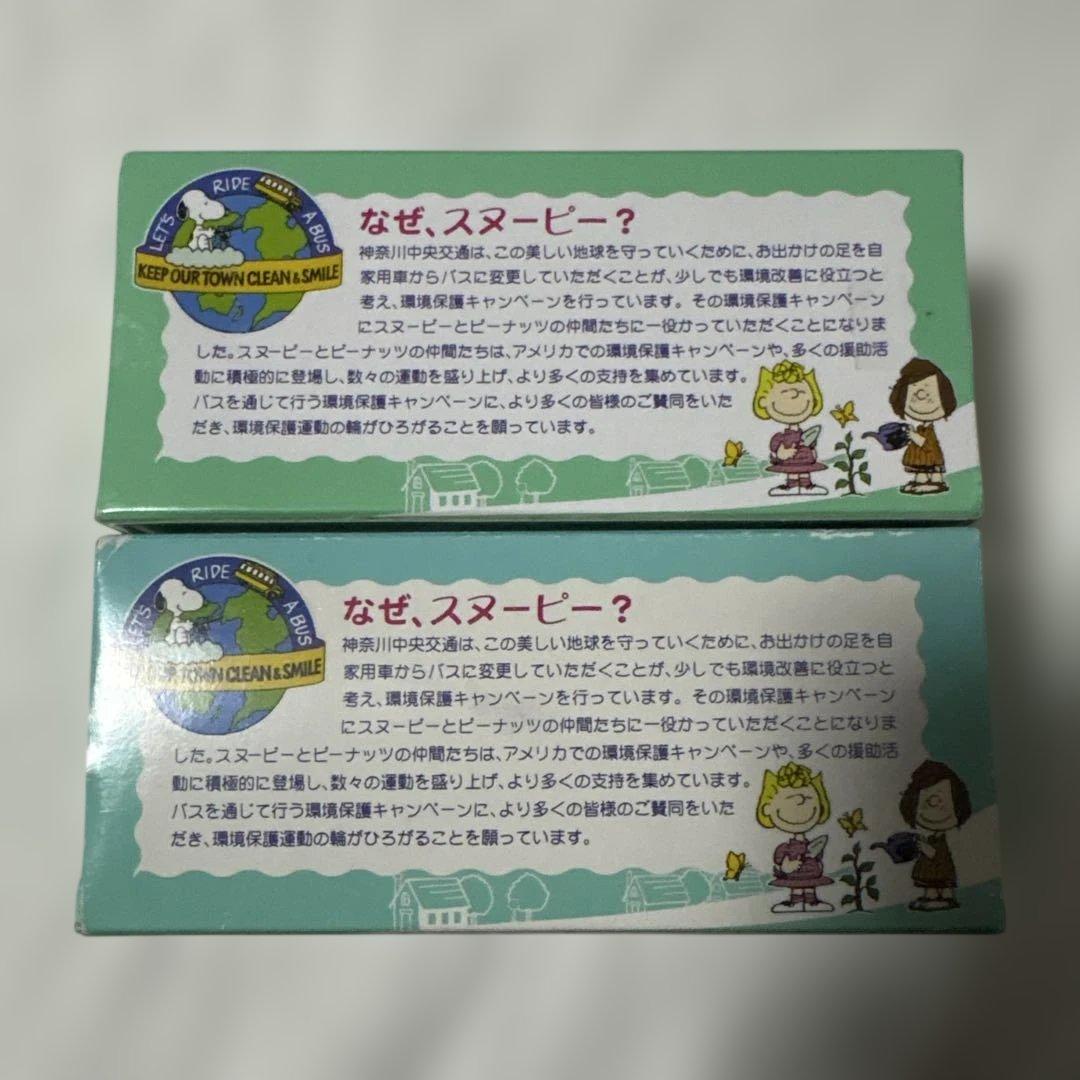 LET'S RIDE A BUS
KEEP OUR TOWN CLEAN & SMILE
なぜ、スヌーピー?
神奈川中央交通は、この美しい地球を守っていくために、お出かけの足を自
家用車からバスに変更していただくことが、少しでも環境改善に役立つと
考え、環境保護キャンペーンを行っています。その環境保護キャンペーン
にスヌーピーとピーナッツの仲間たちに一役かっていただくことになりま
した。スヌーピーとピーナッツの仲間たちは、アメリカでの環境保護キャンペーンや、多くの援助活
動に積極的に登場し、数々の運動を盛り上げ、より多くの支持を集めています。
バスを通じて行う環境保護キャンペーンに、より多くの皆様のご賛同をいた
だき、環境保護運動の輪がひろがることを願っています。
LET'S RIDE A BUS
OUR TOWN CLEAN & SMILE
なぜ、スヌーピー?
神奈川中央交通は、この美しい地球を守っていくために、お出かけの足を自
家用車からバスに変更していただくことが、少しでも環境改善に役立つと
考え、環境保護キャンペーンを行っています。その環境保護キャンペーン
にスヌーピーとピーナッツの仲間たちに一役かっていただくことになりま
した。スヌーピーとピーナッツの仲間たちは、アメリカでの環境保護キャンペーンや、多くの援助活
動に積極的に登場し、数々の運動を盛り上げ、より多くの支持を集めています。
バスを通じて行う環境保護キャンペーンに、より多くの皆様のご賛同をいた
だき、環境保護運動の輪がひろがることを願っています。